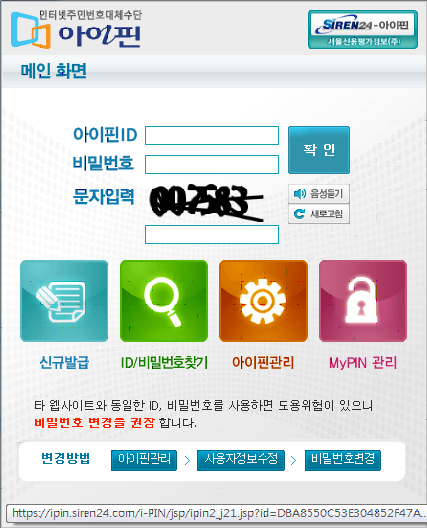 인터넷주민번호대체수단
아이핀
SIREN24-아이핀
서울신용평가정보(주)
메인 화면
아이핀ID
비밀번호
확 인
문자입력
007583
음성듣기
새로고침
신규발급
ID/비밀번호찾기
아이핀관리
MyPIN 관리
타 웹사이트와 동일한 ID, 비밀번호를 사용하면 도용위험이 있으니
비밀번호 변경을 권장 합니다.
변경방법 아이핀관리 > 사용자정보수정 > 비밀번호변경
https://ipin.siren24.com/i-PIN/jsp/ipin2_j21.jsp?id=DBA8550C53E304852F47A...